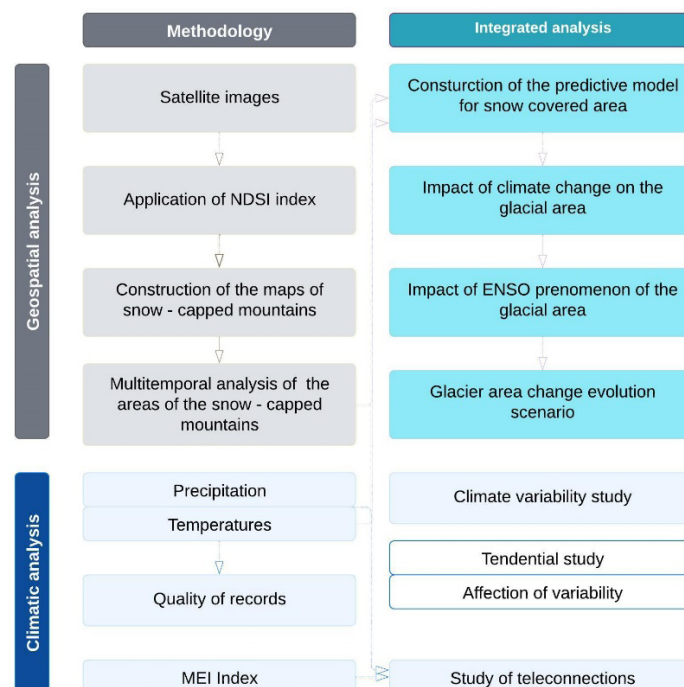 Methodology
Integrated analysis
Geospatial analysis
Satellite images
Application of NDSI index
Construction of the maps of
snow - capped mountains
Multitemporal analysis of the
areas of the snow - capped
mountains
Consturction of the predictive model
for snow covered area
Impact of climate change on the
glacial area
Impact of ENSO prenomenon of the
glacial area
Glacier area change evolution
scenario
Climatic analysis
Precipitation
Temperatures
Quality of records
MEI Index
Climate variability study
Tendential study
Affection of variability
Study of teleconnections